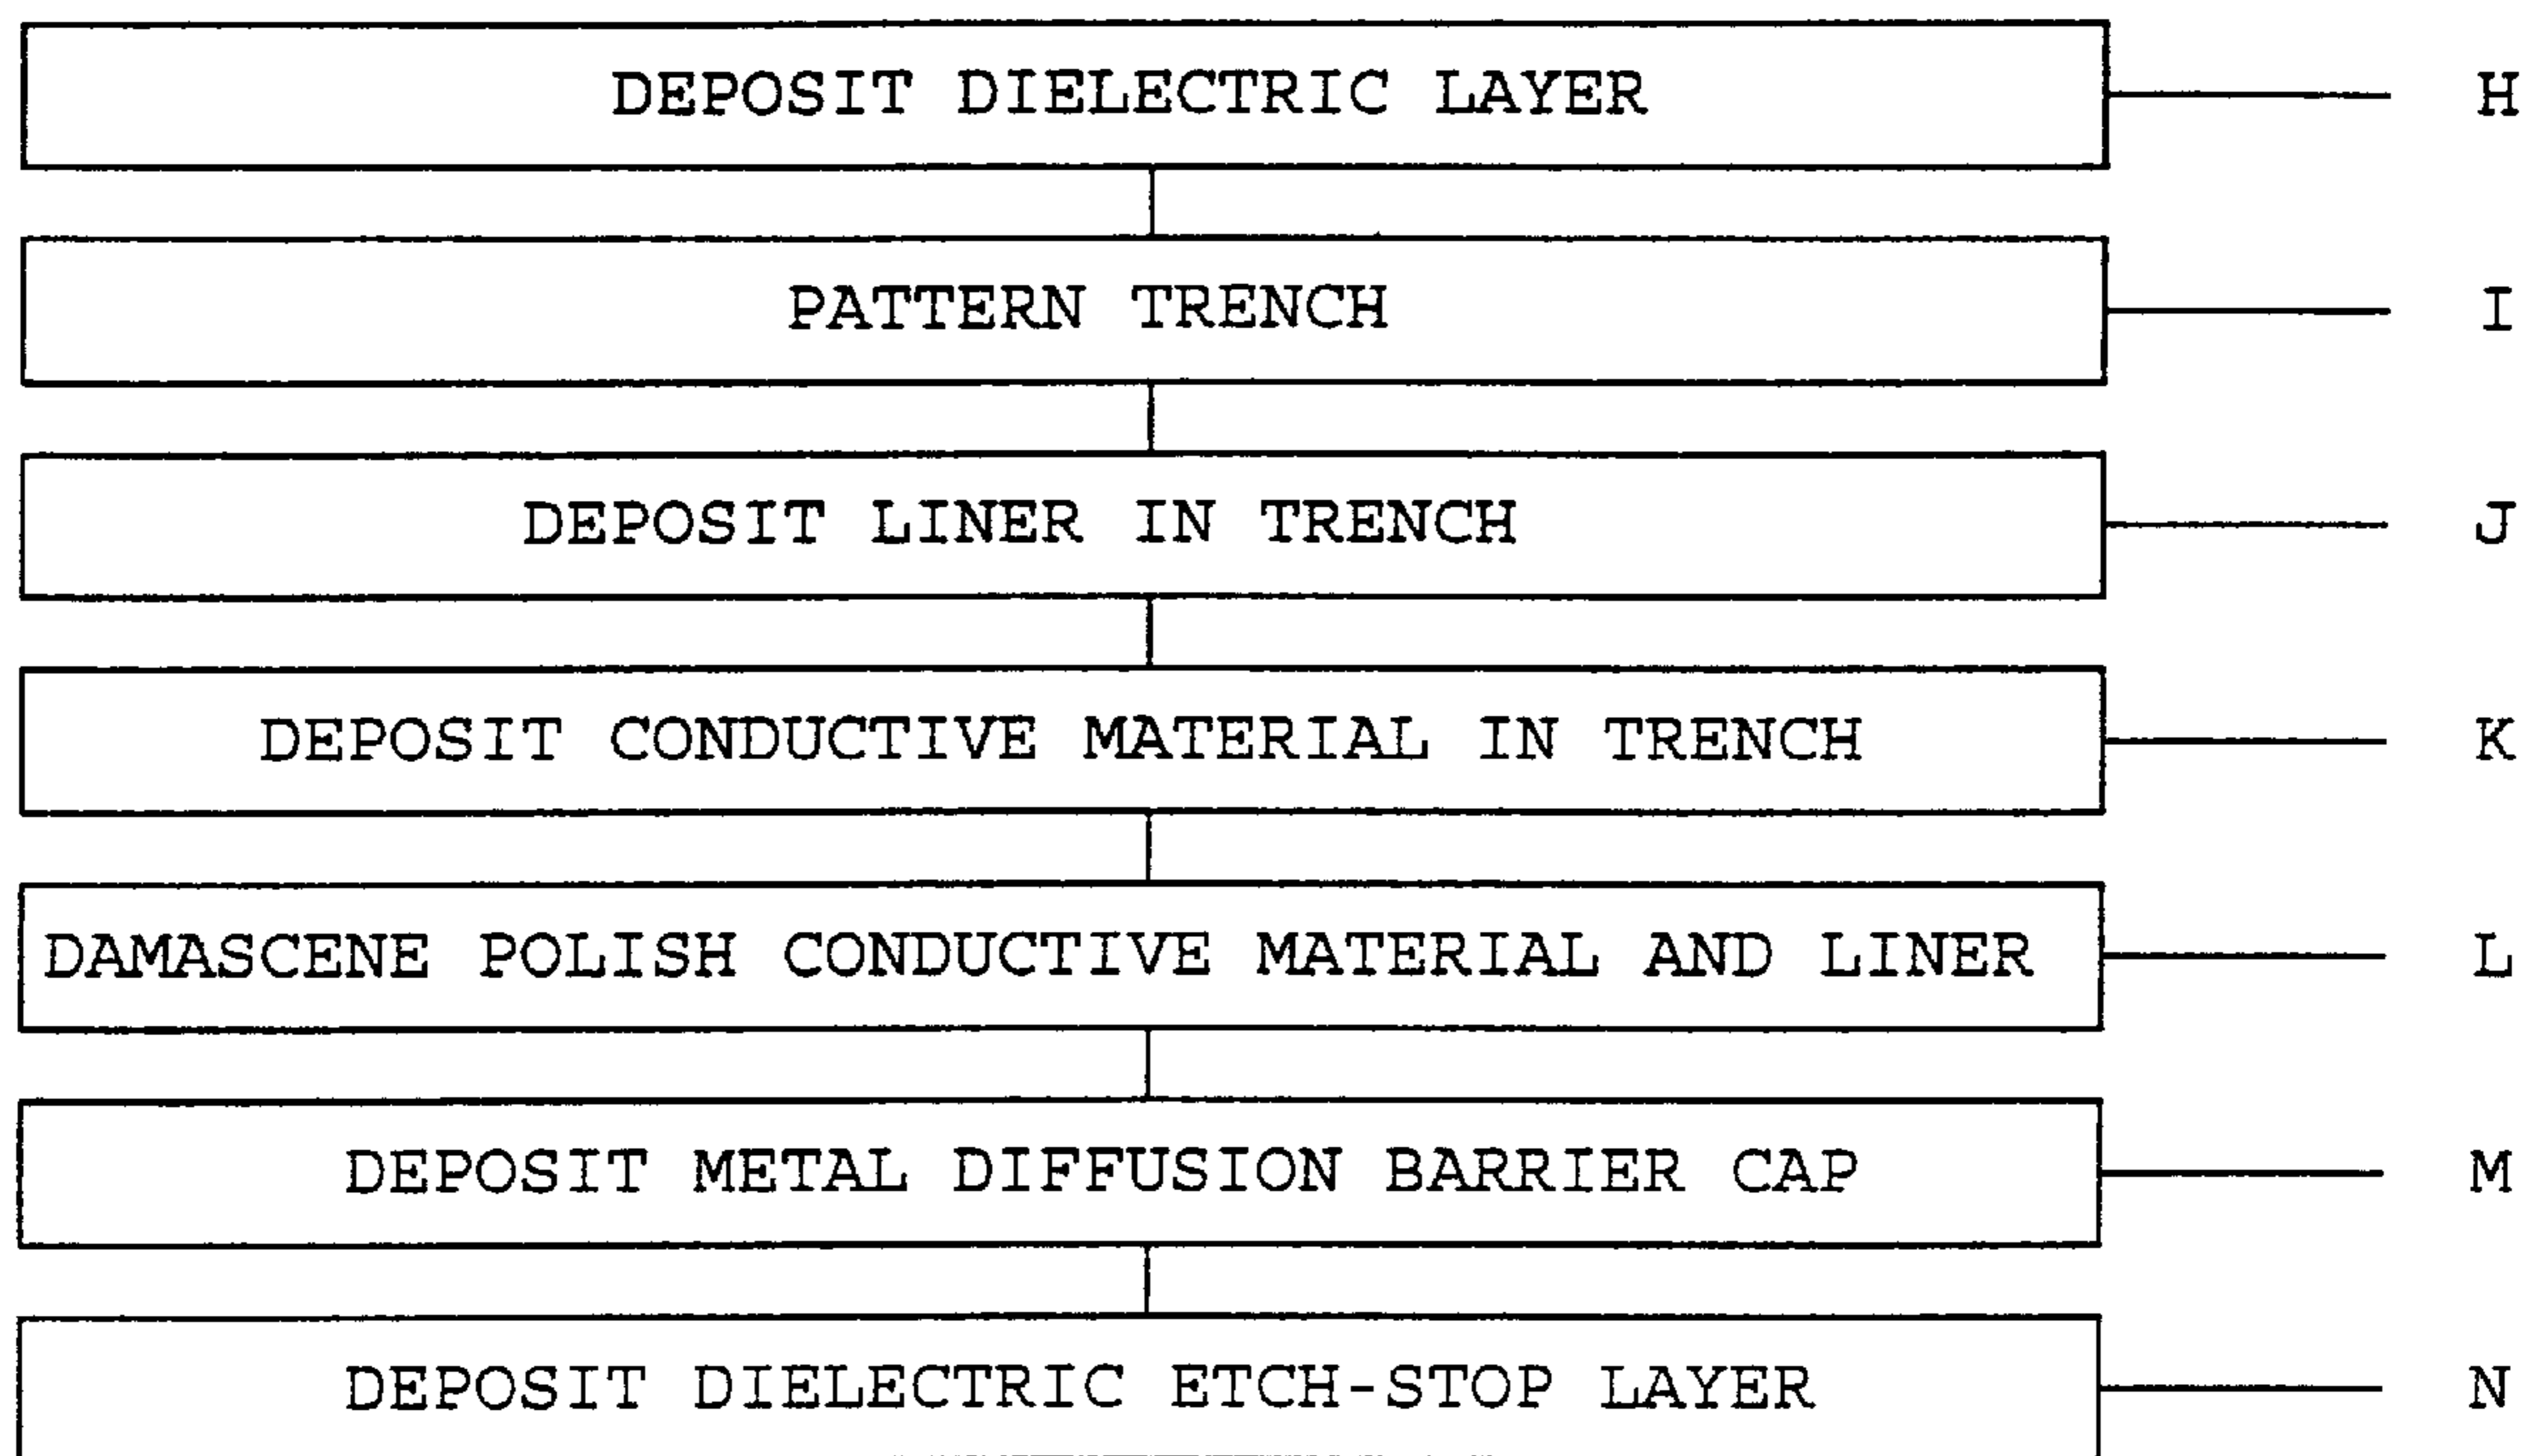 DEPOSIT DIELECTRIC LAYER H
PATTERN TRENCH I
DEPOSIT LINER IN TRENCH J
DEPOSIT CONDUCTIVE MATERIAL IN TRENCH K
DAMASCENE POLISH CONDUCTIVE MATERIAL AND LINER L
DEPOSIT METAL DIFFUSION BARRIER CAP M
DEPOSIT DIELECTRIC ETCH-STOP LAYER N